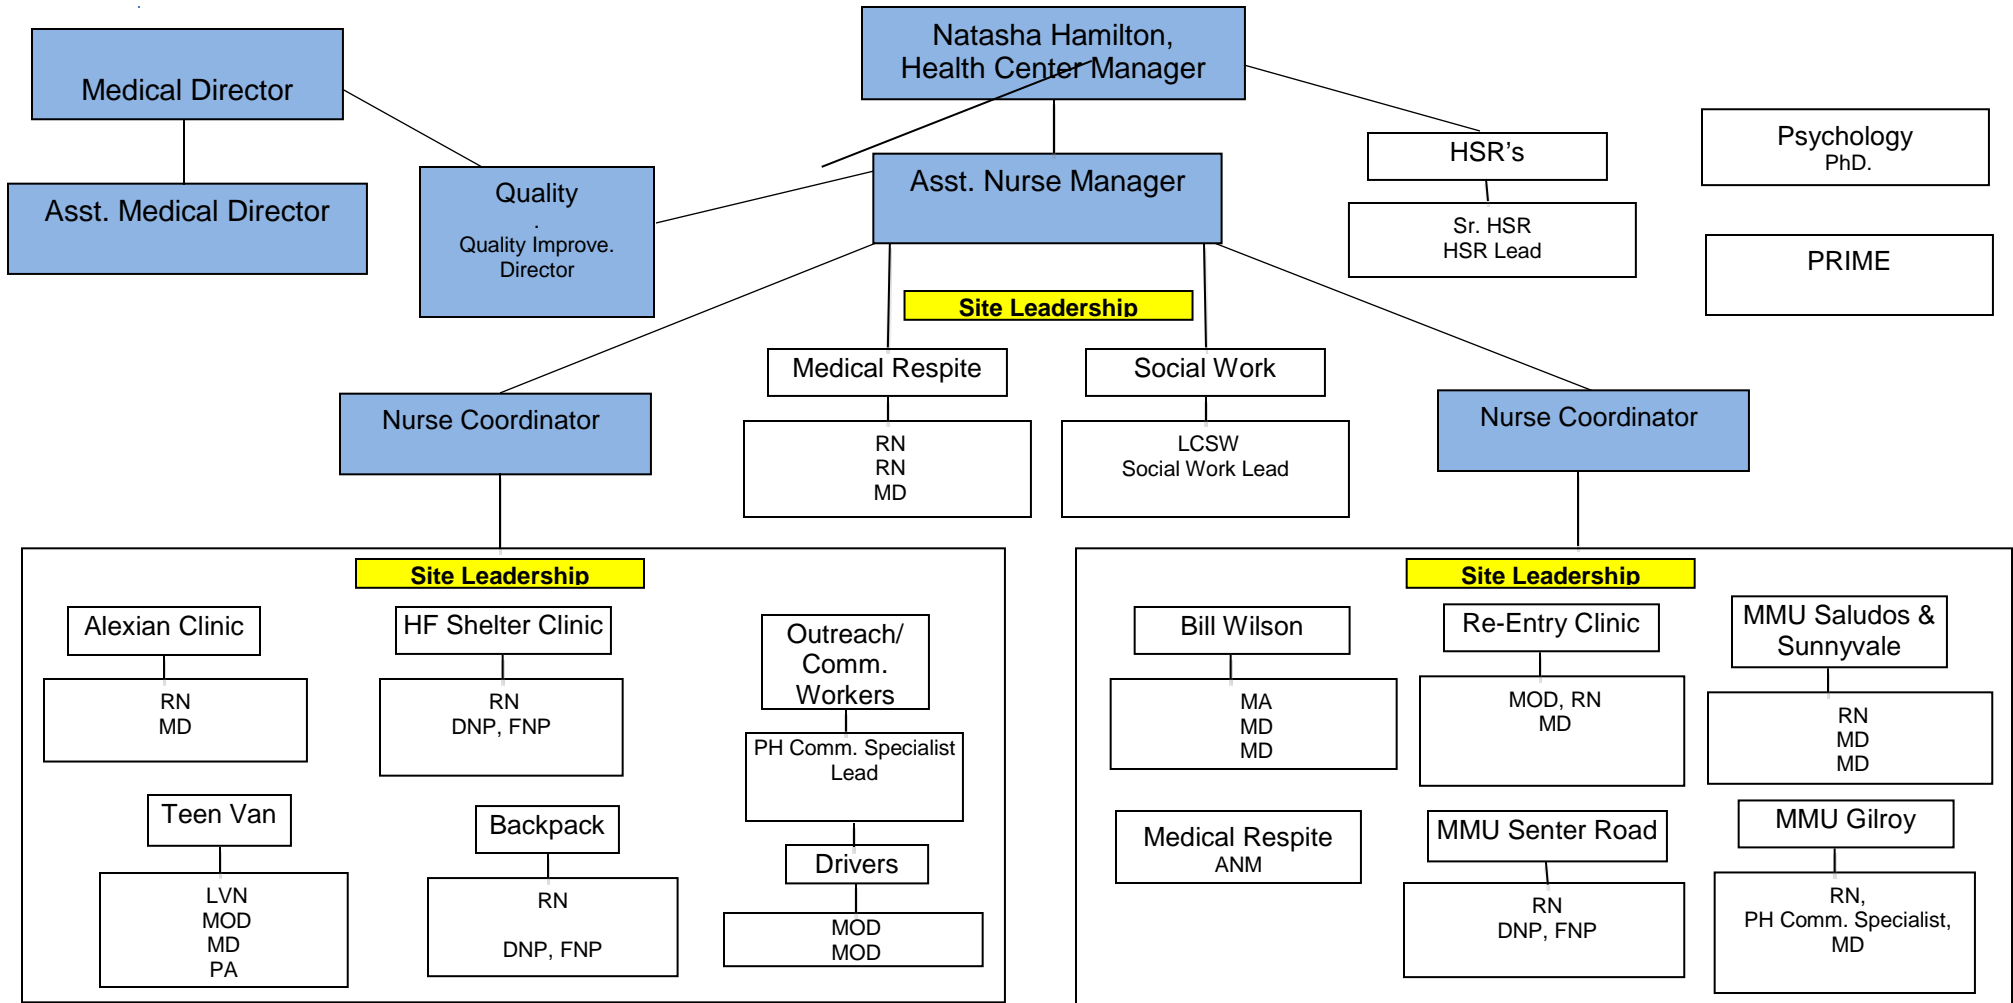 Natasha Hamilton,
Health Center Manager
Medical Director
Asst. Medical Director
Quality
.
Quality Improve.
Director
Asst. Nurse Manager
HSR's
Sr. HSR
HSR Lead
Psychology
PhD.
PRIME
Site Leadership
Medical Respite
RN
RN
MD
Social Work
LCSW
Social Work Lead
Nurse Coordinator
Nurse Coordinator
Site Leadership
Alexian Clinic
RN
MD
HF Shelter Clinic
RN
DNP, FNP
Outreach/
Comm.
Workers
PH Comm. Specialist
Lead
Teen Van
LVN
MOD
MD
PA
Backpack
RN
DNP, FNP
Drivers
MOD
MOD
Site Leadership
Bill Wilson
MA
MD
MD
Re-Entry Clinic
MOD, RN
MD
MMU Saludos &
Sunnyvale
RN
MD
MD
Medical Respite
ANM
MMU Senter Road
RN
DNP, FNP
MMU Gilroy
RN,
PH Comm. Specialist,
MD